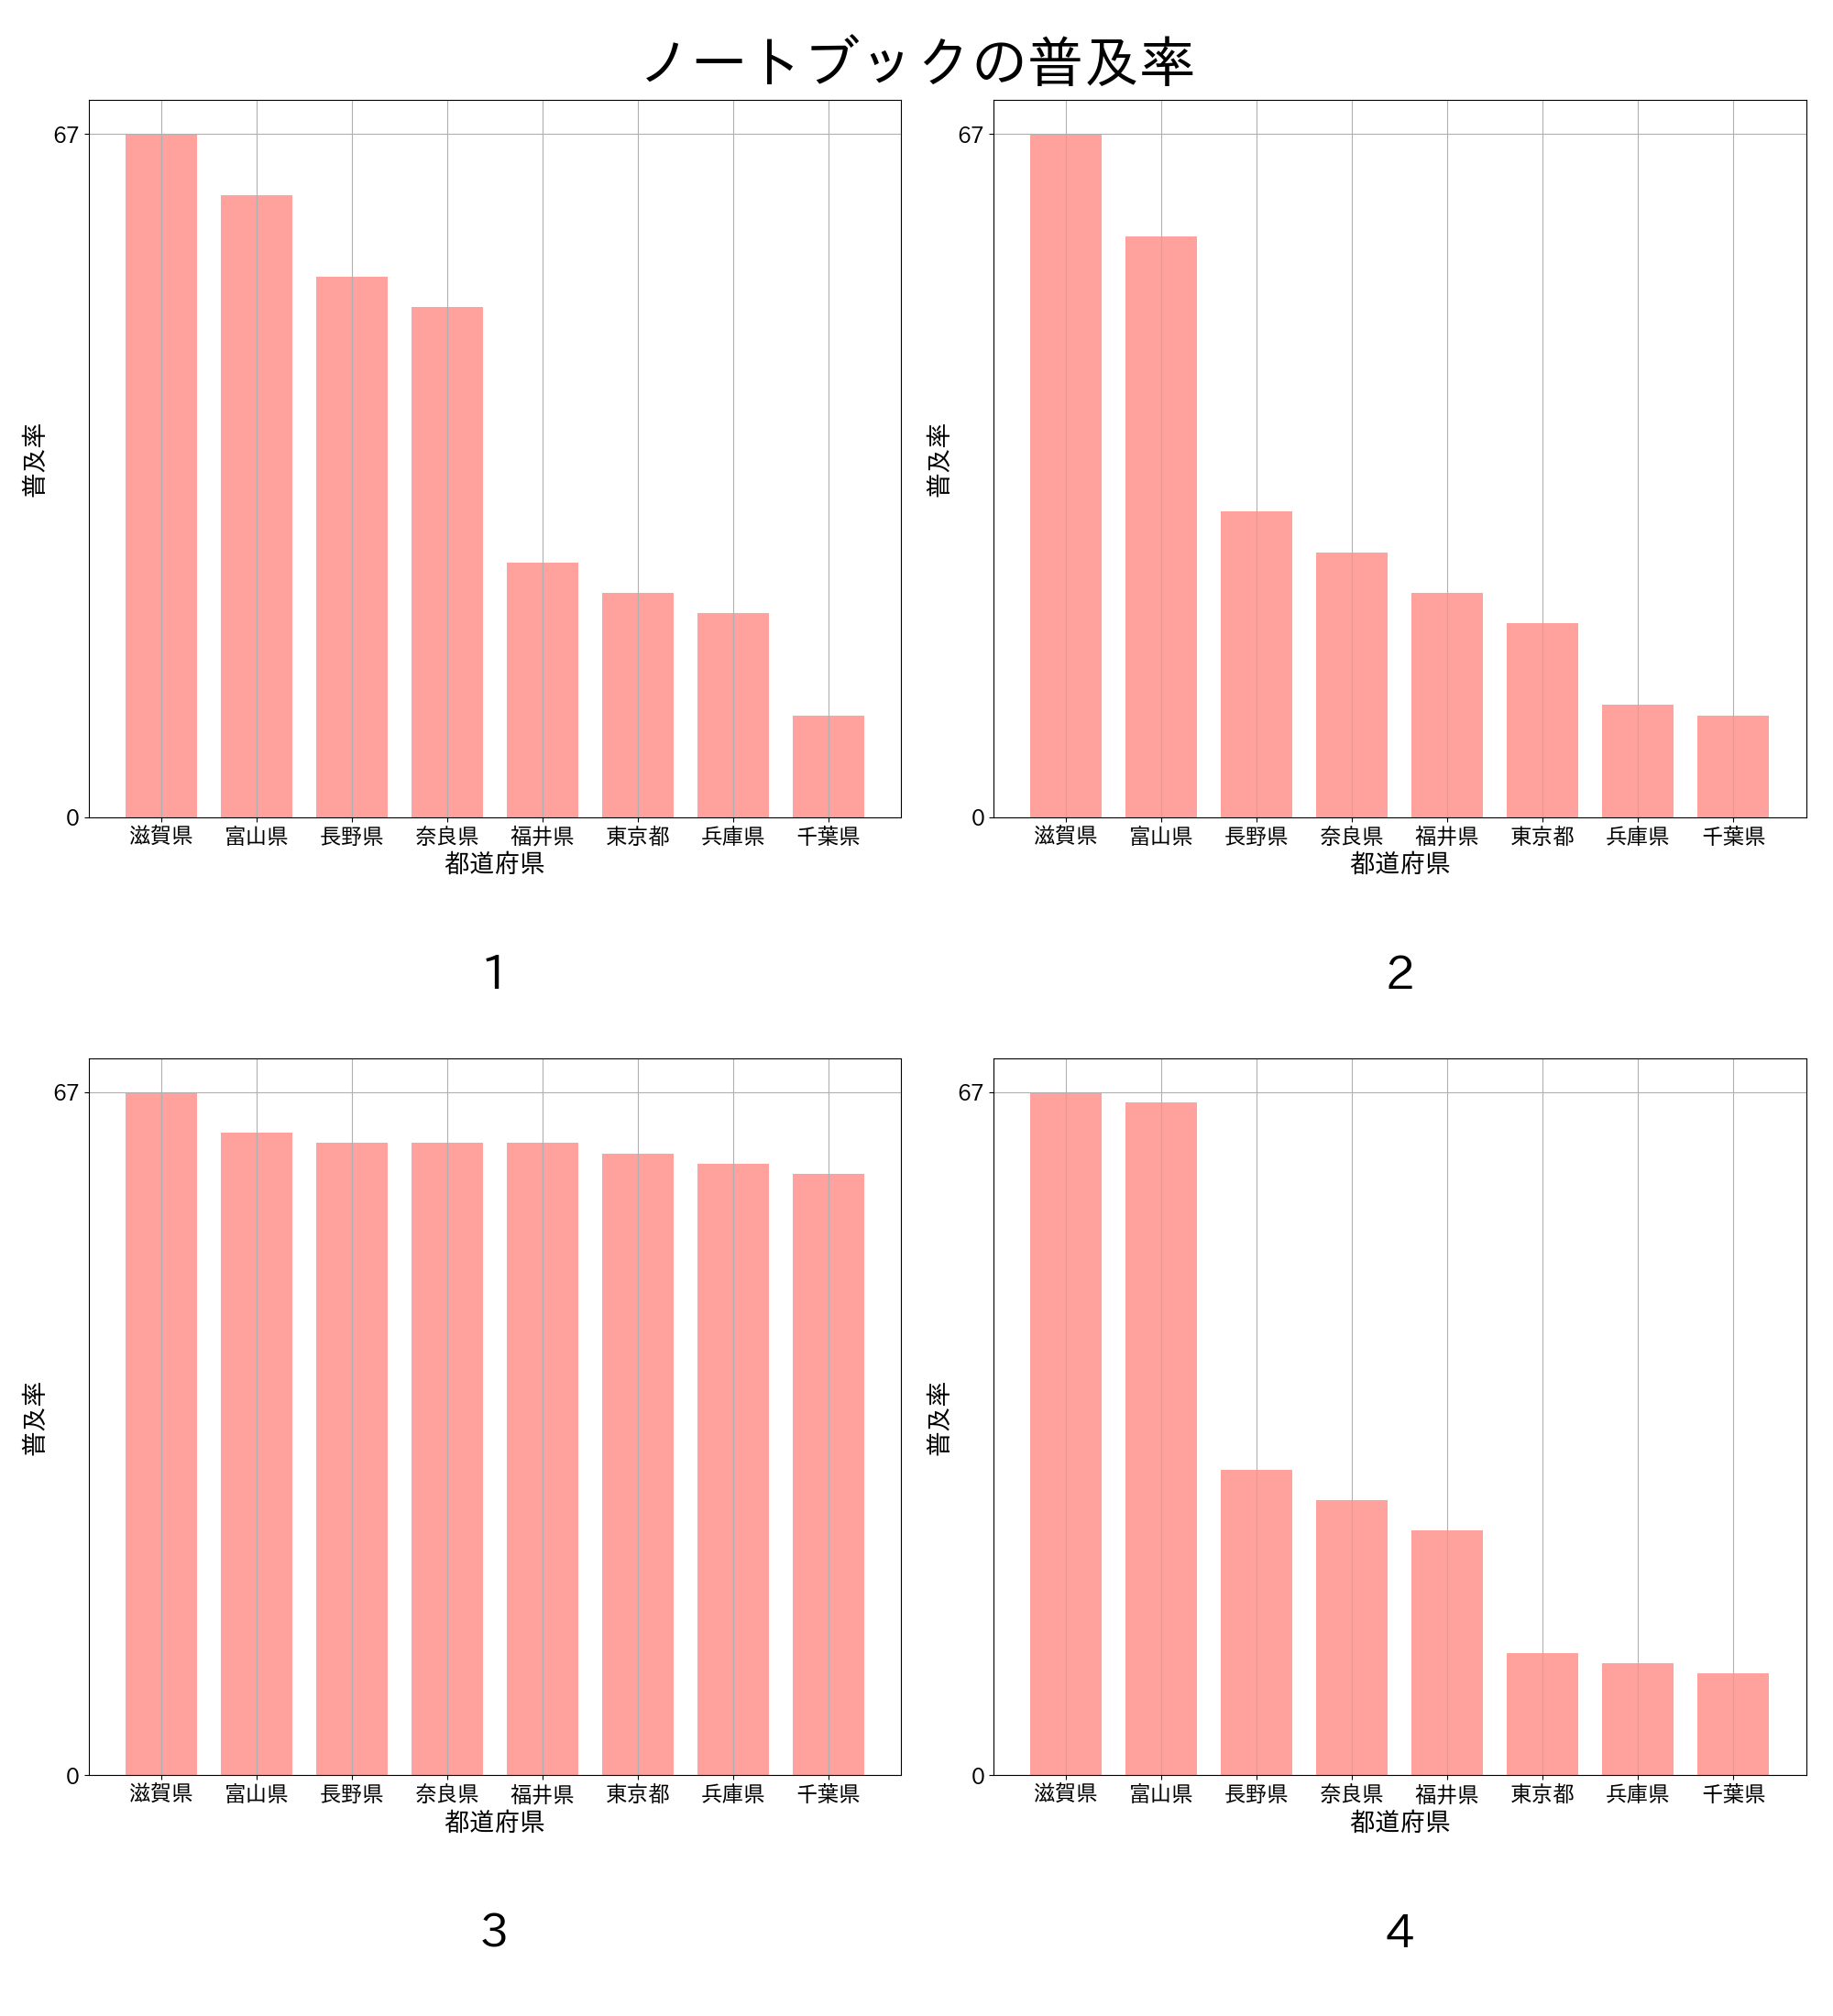 ノートブックの普及率
67
0
普及率
滋賀県 富山県 長野県 奈良県 福井県 東京都 兵庫県 千葉県
都道府県
1
67
0
普及率
滋賀県 富山県 長野県 奈良県 福井県 東京都 兵庫県 千葉県
都道府県
2
67
0
普及率
滋賀県 富山県 長野県 奈良県 福井県 東京都 兵庫県 千葉県
都道府県
3
67
0
普及率
滋賀県 富山県 長野県 奈良県 福井県 東京都 兵庫県 千葉県
都道府県
4